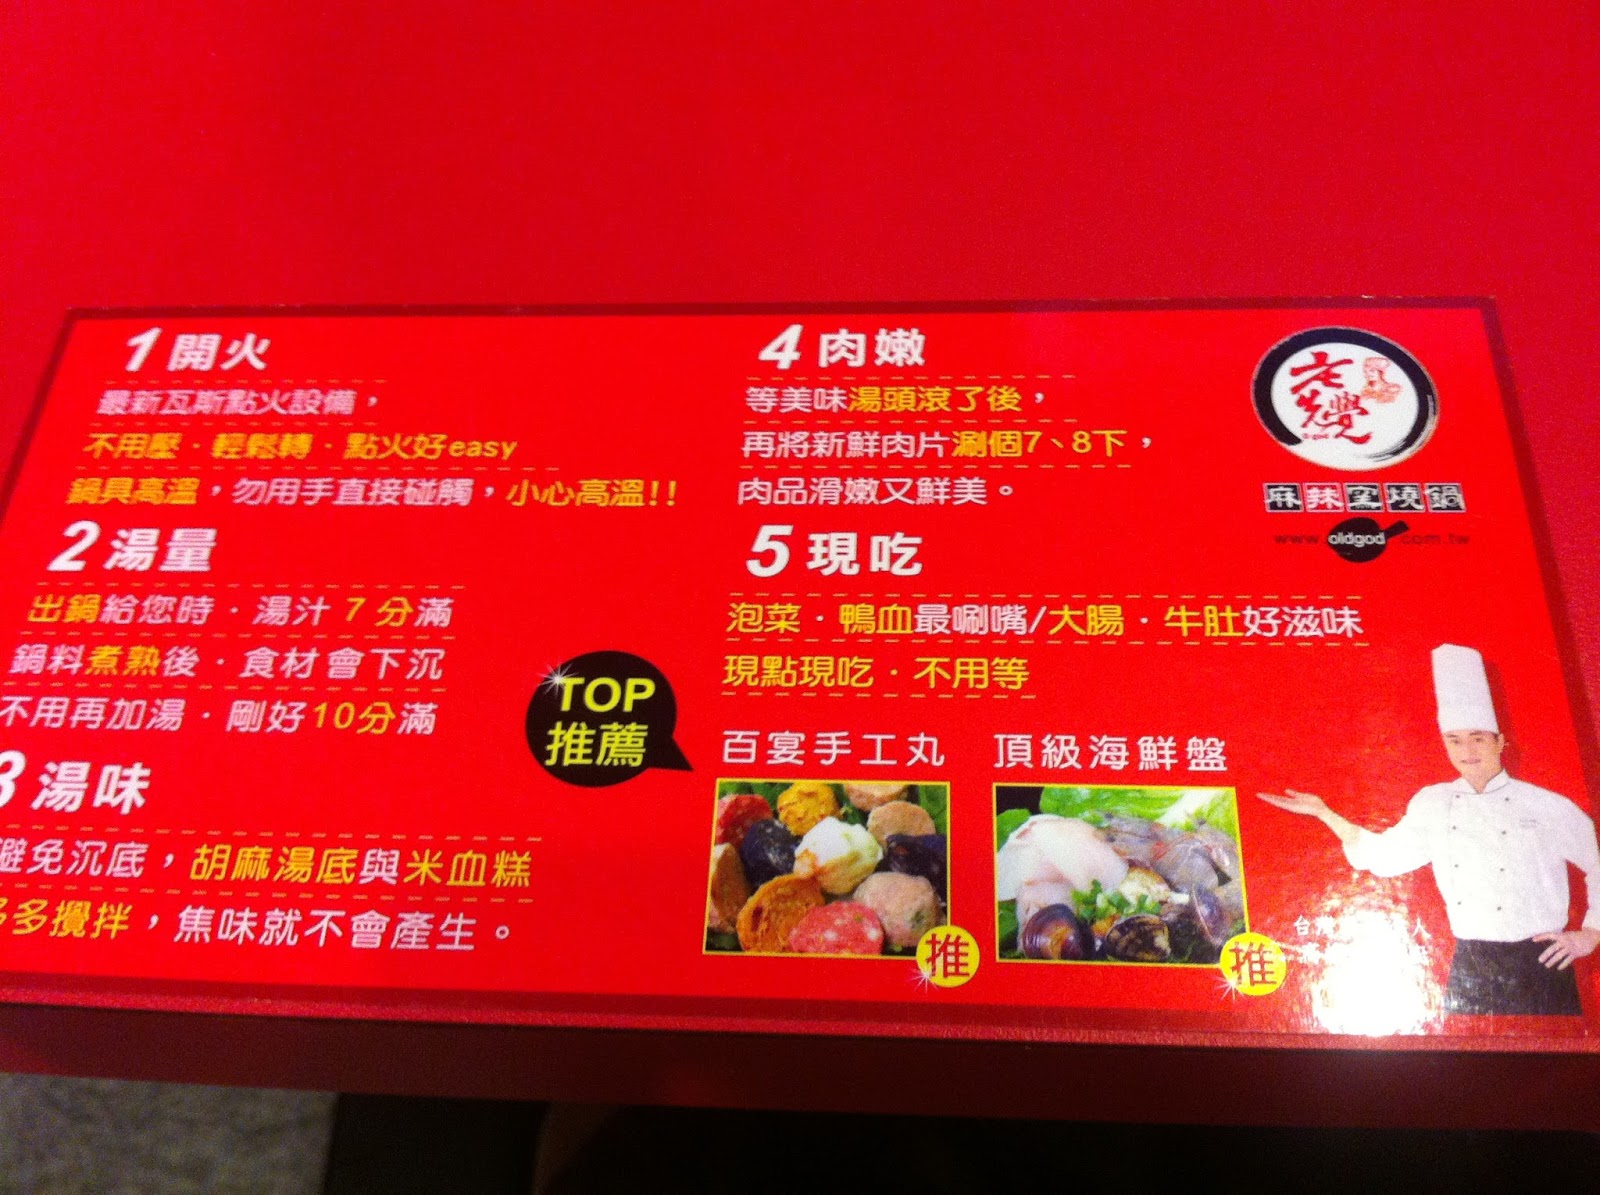 1 開火
最新瓦斯點火設備，
不用壓．輕鬆轉．點火好easy
鍋具高溫，勿用手直接碰觸，小心高溫!!
2 湯量
出鍋給您時．湯汁 7 分滿
鍋料煮熟後．食材會下沉
不用再加湯．剛好10分滿
3 湯味
避免沉底，胡麻湯底與米血糕
多多攪拌，焦味就不會產生。
4 肉嫩
等美味湯頭滾了後，
再將新鮮肉片涮個7、8下，
肉品滑嫩又鮮美。
5 現吃
泡菜．鴨血最唰嘴/大腸．牛肚好滋味
現點現吃．不用等
TOP
推薦
百宴手工丸
推
頂級海鮮盤
推
老先覺
麻辣窯燒鍋
www.oldgod.com.tw